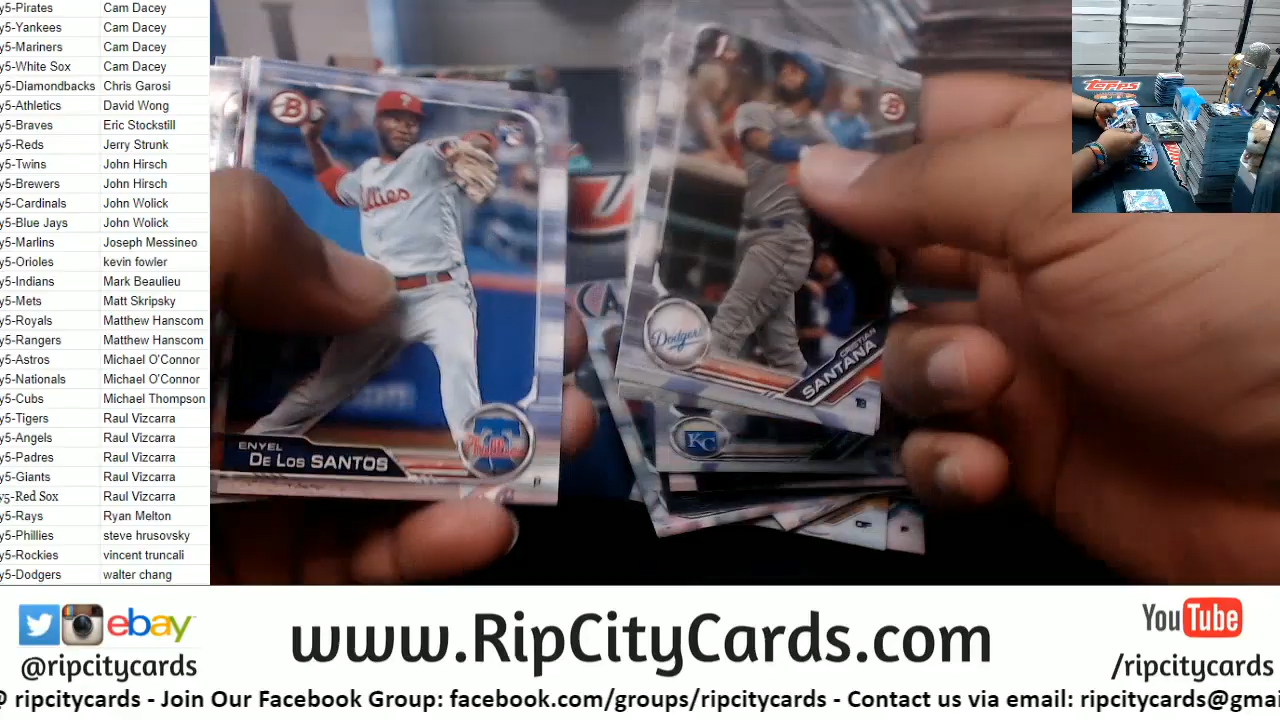 y5-Pirates Cam Dacey
y5-Yankees Cam Dacey
y5-Mariners Cam Dacey
y5-White Sox Cam Dacey
y5-Diamondbacks Chris Garosi
y5-Athletics David Wong
y5-Braves Eric Stockstill
y5-Reds Jerry Strunk
y5-Twins John Hirsch
y5-Brewers John Hirsch
y5-Cardinals John Wolick
y5-Blue Jays John Wolick
y5-Marlins Joseph Messineo
y5-Orioles kevin fowler
y5-Indians Mark Beaulieu
y5-Mets Matt Skripsky
y5-Royals Matthew Hanscom
y5-Rangers Matthew Hanscom
y5-Astros Michael O'Connor
y5-Nationals Michael O'Connor
y5-Cubs Michael Thompson
y5-Tigers Raul Vizcarra
y5-Angels Raul Vizcarra
y5-Padres Raul Vizcarra
y5-Giants Raul Vizcarra
y5-Red Sox Raul Vizcarra
y5-Rays Ryan Melton
y5-Phillies steve hrusovsky
y5-Rockies vincent truncali
y5-Dodgers walter chang
B
Phillies
ENYEL
DE LOS SANTOS
Phillies
P
B
Dodgers
CRISTIAN
SANTANA
KC
Topps
ebay
@ripcitycards
www.RipCityCards.com
YouTube
/ripcitycards
@ ripcitycards - Join Our Facebook Group: facebook.com/groups/ripcitycards - Contact us via email: ripcitycards@gmai